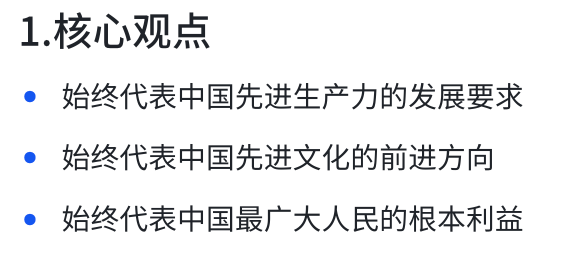 1.核心观点
始终代表中国先进生产力的发展要求
始终代表中国先进文化的前进方向
始终代表中国最广大人民的根本利益